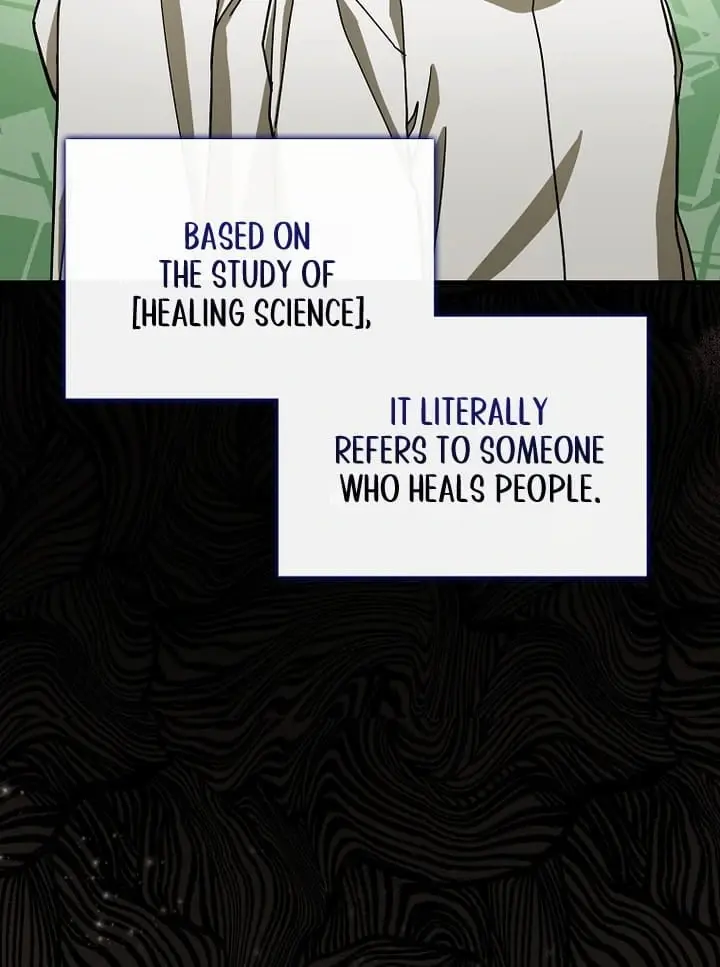 BASED ON
THE STUDY OF
[HEALING SCIENCE],
IT LITERALLY
REFERS TO SOMEONE
WHO HEALS PEOPLE.